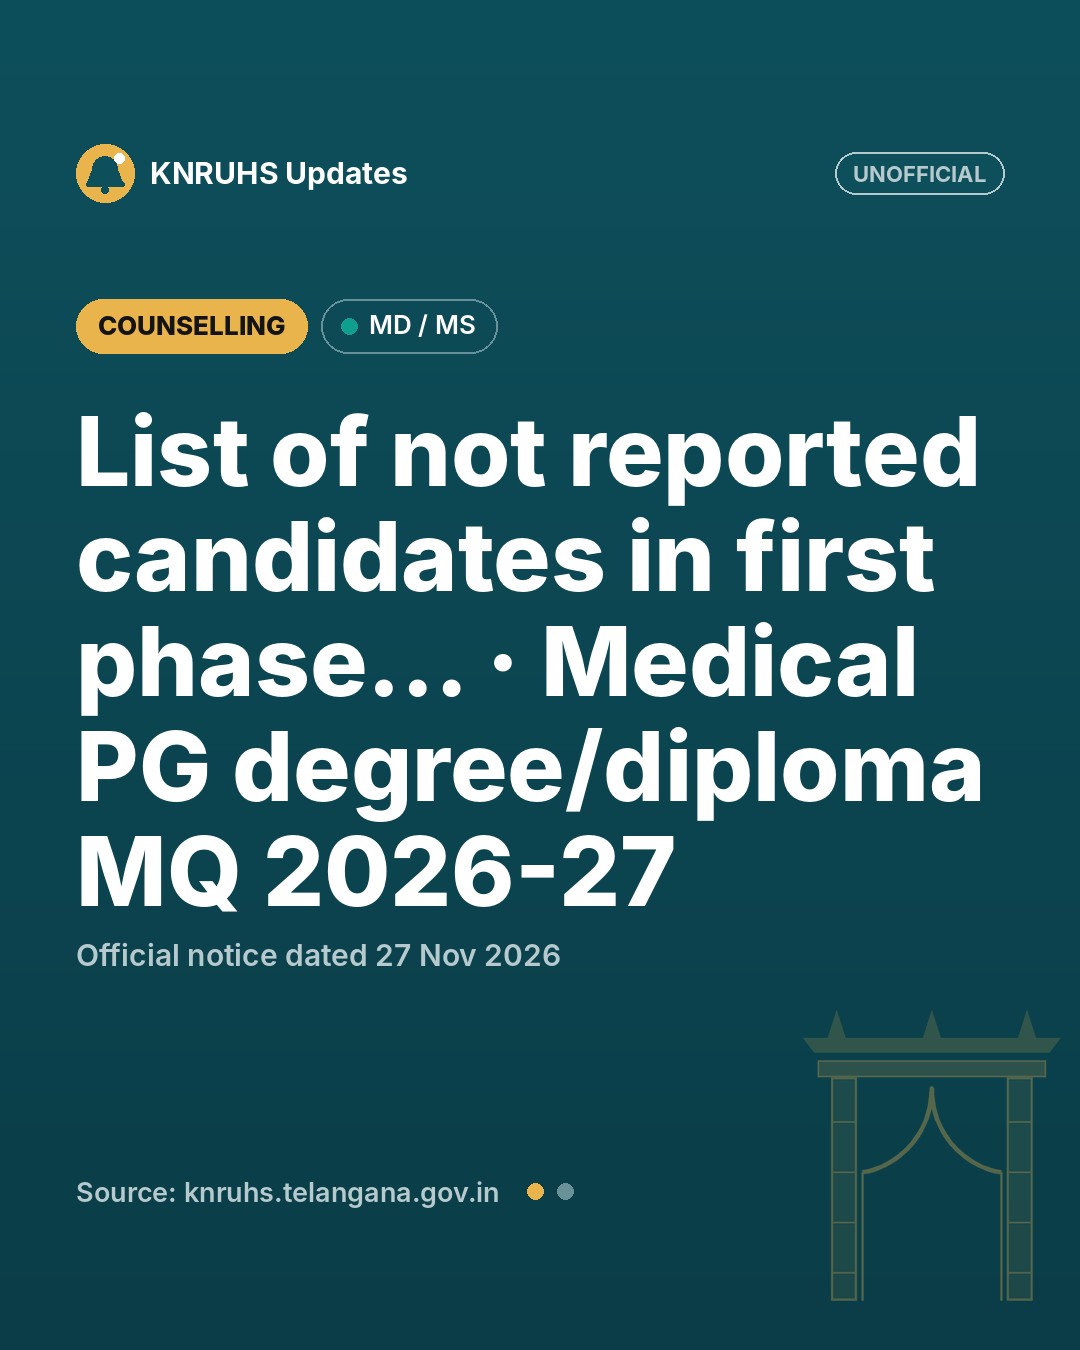 KNRUHS Updates
UNOFFICIAL
COUNSELLING
MD / MS
List of not reported
candidates in first
phase… · Medical
PG degree/diploma
MQ 2026-27
Official notice dated 27 Nov 2026
Source: knruhs.telangana.gov.in